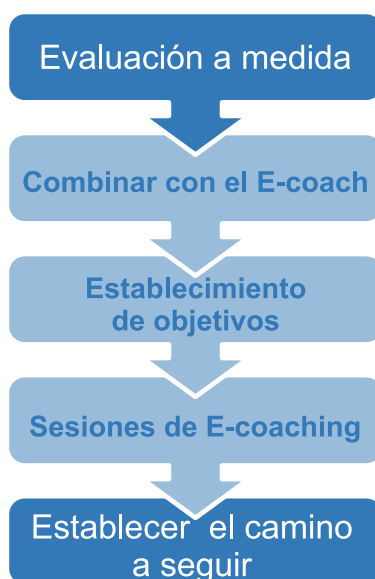 Evaluación a medida
Combinar con el E-coach
Establecimiento
de objetivos
Sesiones de E-coaching
Establecer el camino
a seguir